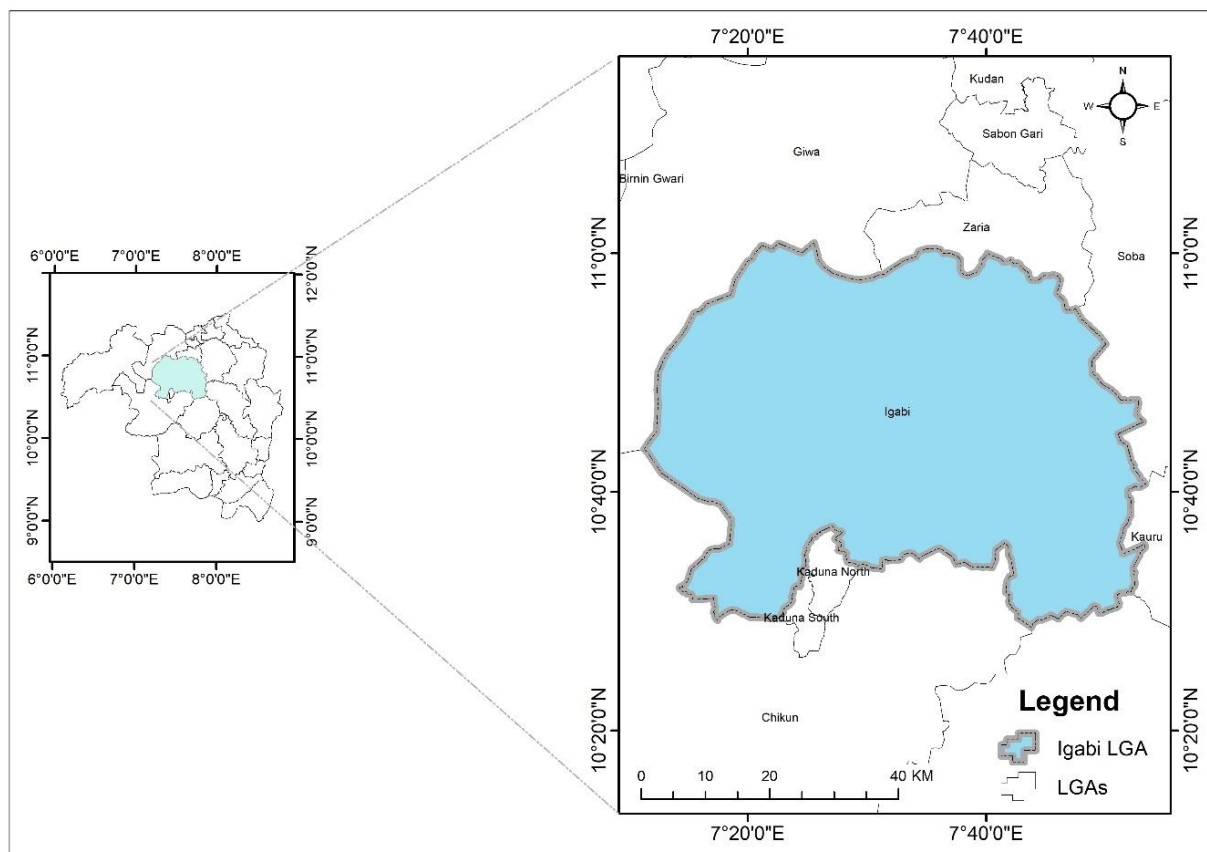 6°0'0"E 7°0'0"E 8°0'0"E
12°0'0"N
11°0'0"N 11°0'0"N
10°0'0"N 10°0'0"N
9°0'0"N 9°0'0"N
6°0'0"E 7°0'0"E 8°0'0"E
7°20'0"E 7°40'0"E
N
W E
S
Kudan
Sabon Gari
Giwa
Birnin Gwari
Zaria
Soba
11°0'0"N 11°0'0"N
Igabi
10°40'0"N 10°40'0"N
Kauru
Kaduna North
Kaduna South
Chikun
10°20'0"N 10°20'0"N
Legend
Igabi LGA
LGAs
0 10 20 40 KM
7°20'0"E 7°40'0"E